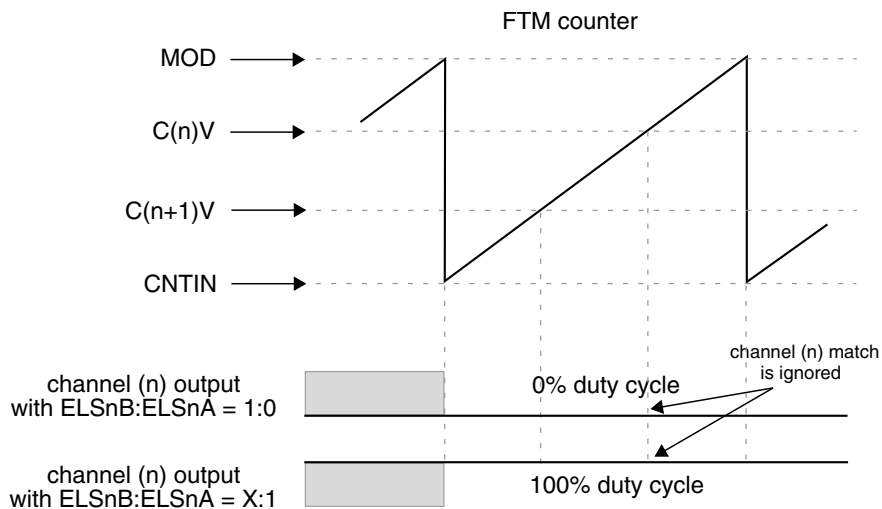 FTM counter
MOD
C(n)V
C(n+1)V
CNTIN
channel (n) match
is ignored
channel (n) output
with ELSnB:ELSnA = 1:0
0% duty cycle
channel (n) output
with ELSnB:ELSnA = X:1
100% duty cycle